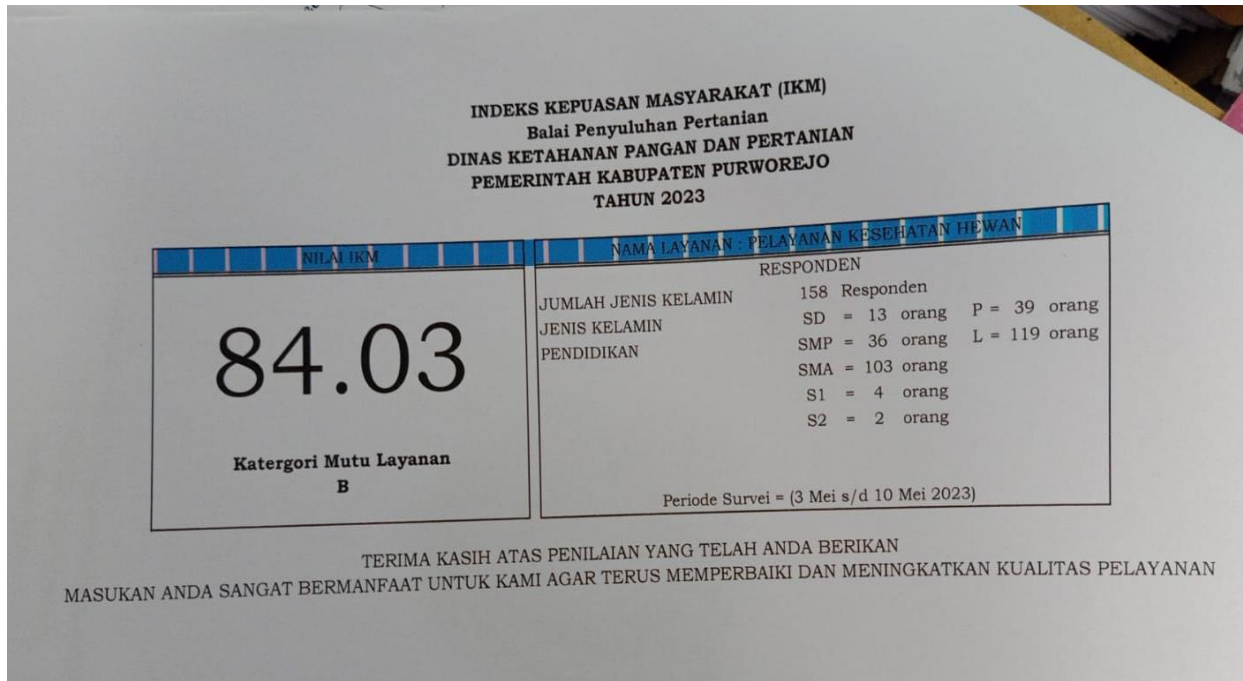 INDEKS KEPUASAN MASYARAKAT (IKM)
Balai Penyuluhan Pertanian
DINAS KETAHANAN PANGAN DAN PERTANIAN
PEMERINTAH KABUPATEN PURWOREJO
TAHUN 2023
NILAI IKM
84.03
Katergori Mutu Layanan
B
NAMA LAYANAN : PELAYANAN KESEHATAN HEWAN
RESPONDEN
JUMLAH JENIS KELAMIN 158 Responden
JENIS KELAMIN SD = 13 orang P = 39 orang
PENDIDIKAN SMP = 36 orang L = 119 orang
SMA = 103 orang
S1 = 4 orang
S2 = 2 orang
Periode Survei = (3 Mei s/d 10 Mei 2023)
TERIMA KASIH ATAS PENILAIAN YANG TELAH ANDA BERIKAN
MASUKAN ANDA SANGAT BERMANFAAT UNTUK KAMI AGAR TERUS MEMPERBAIKI DAN MENINGKATKAN KUALITAS PELAYANAN